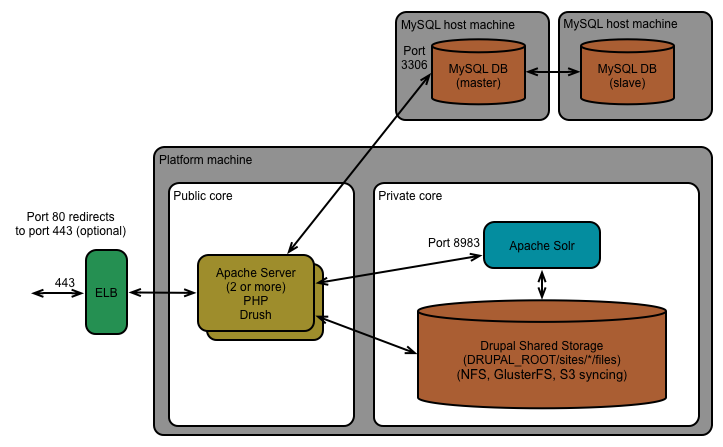 MySQL host machine
MySQL host machine
Port
3306
MySQL DB
(master)
MySQL DB
(slave)
Platform machine
Public core
Private core
Port 80 redirects
to port 443 (optional)
Port 8983
Apache Solr
443
ELB
Apache Server
(2 or more)
PHP
Drush
Drupal Shared Storage
(DRUPAL_ROOT/sites/*/files)
(NFS, GlusterFS, S3 syncing)